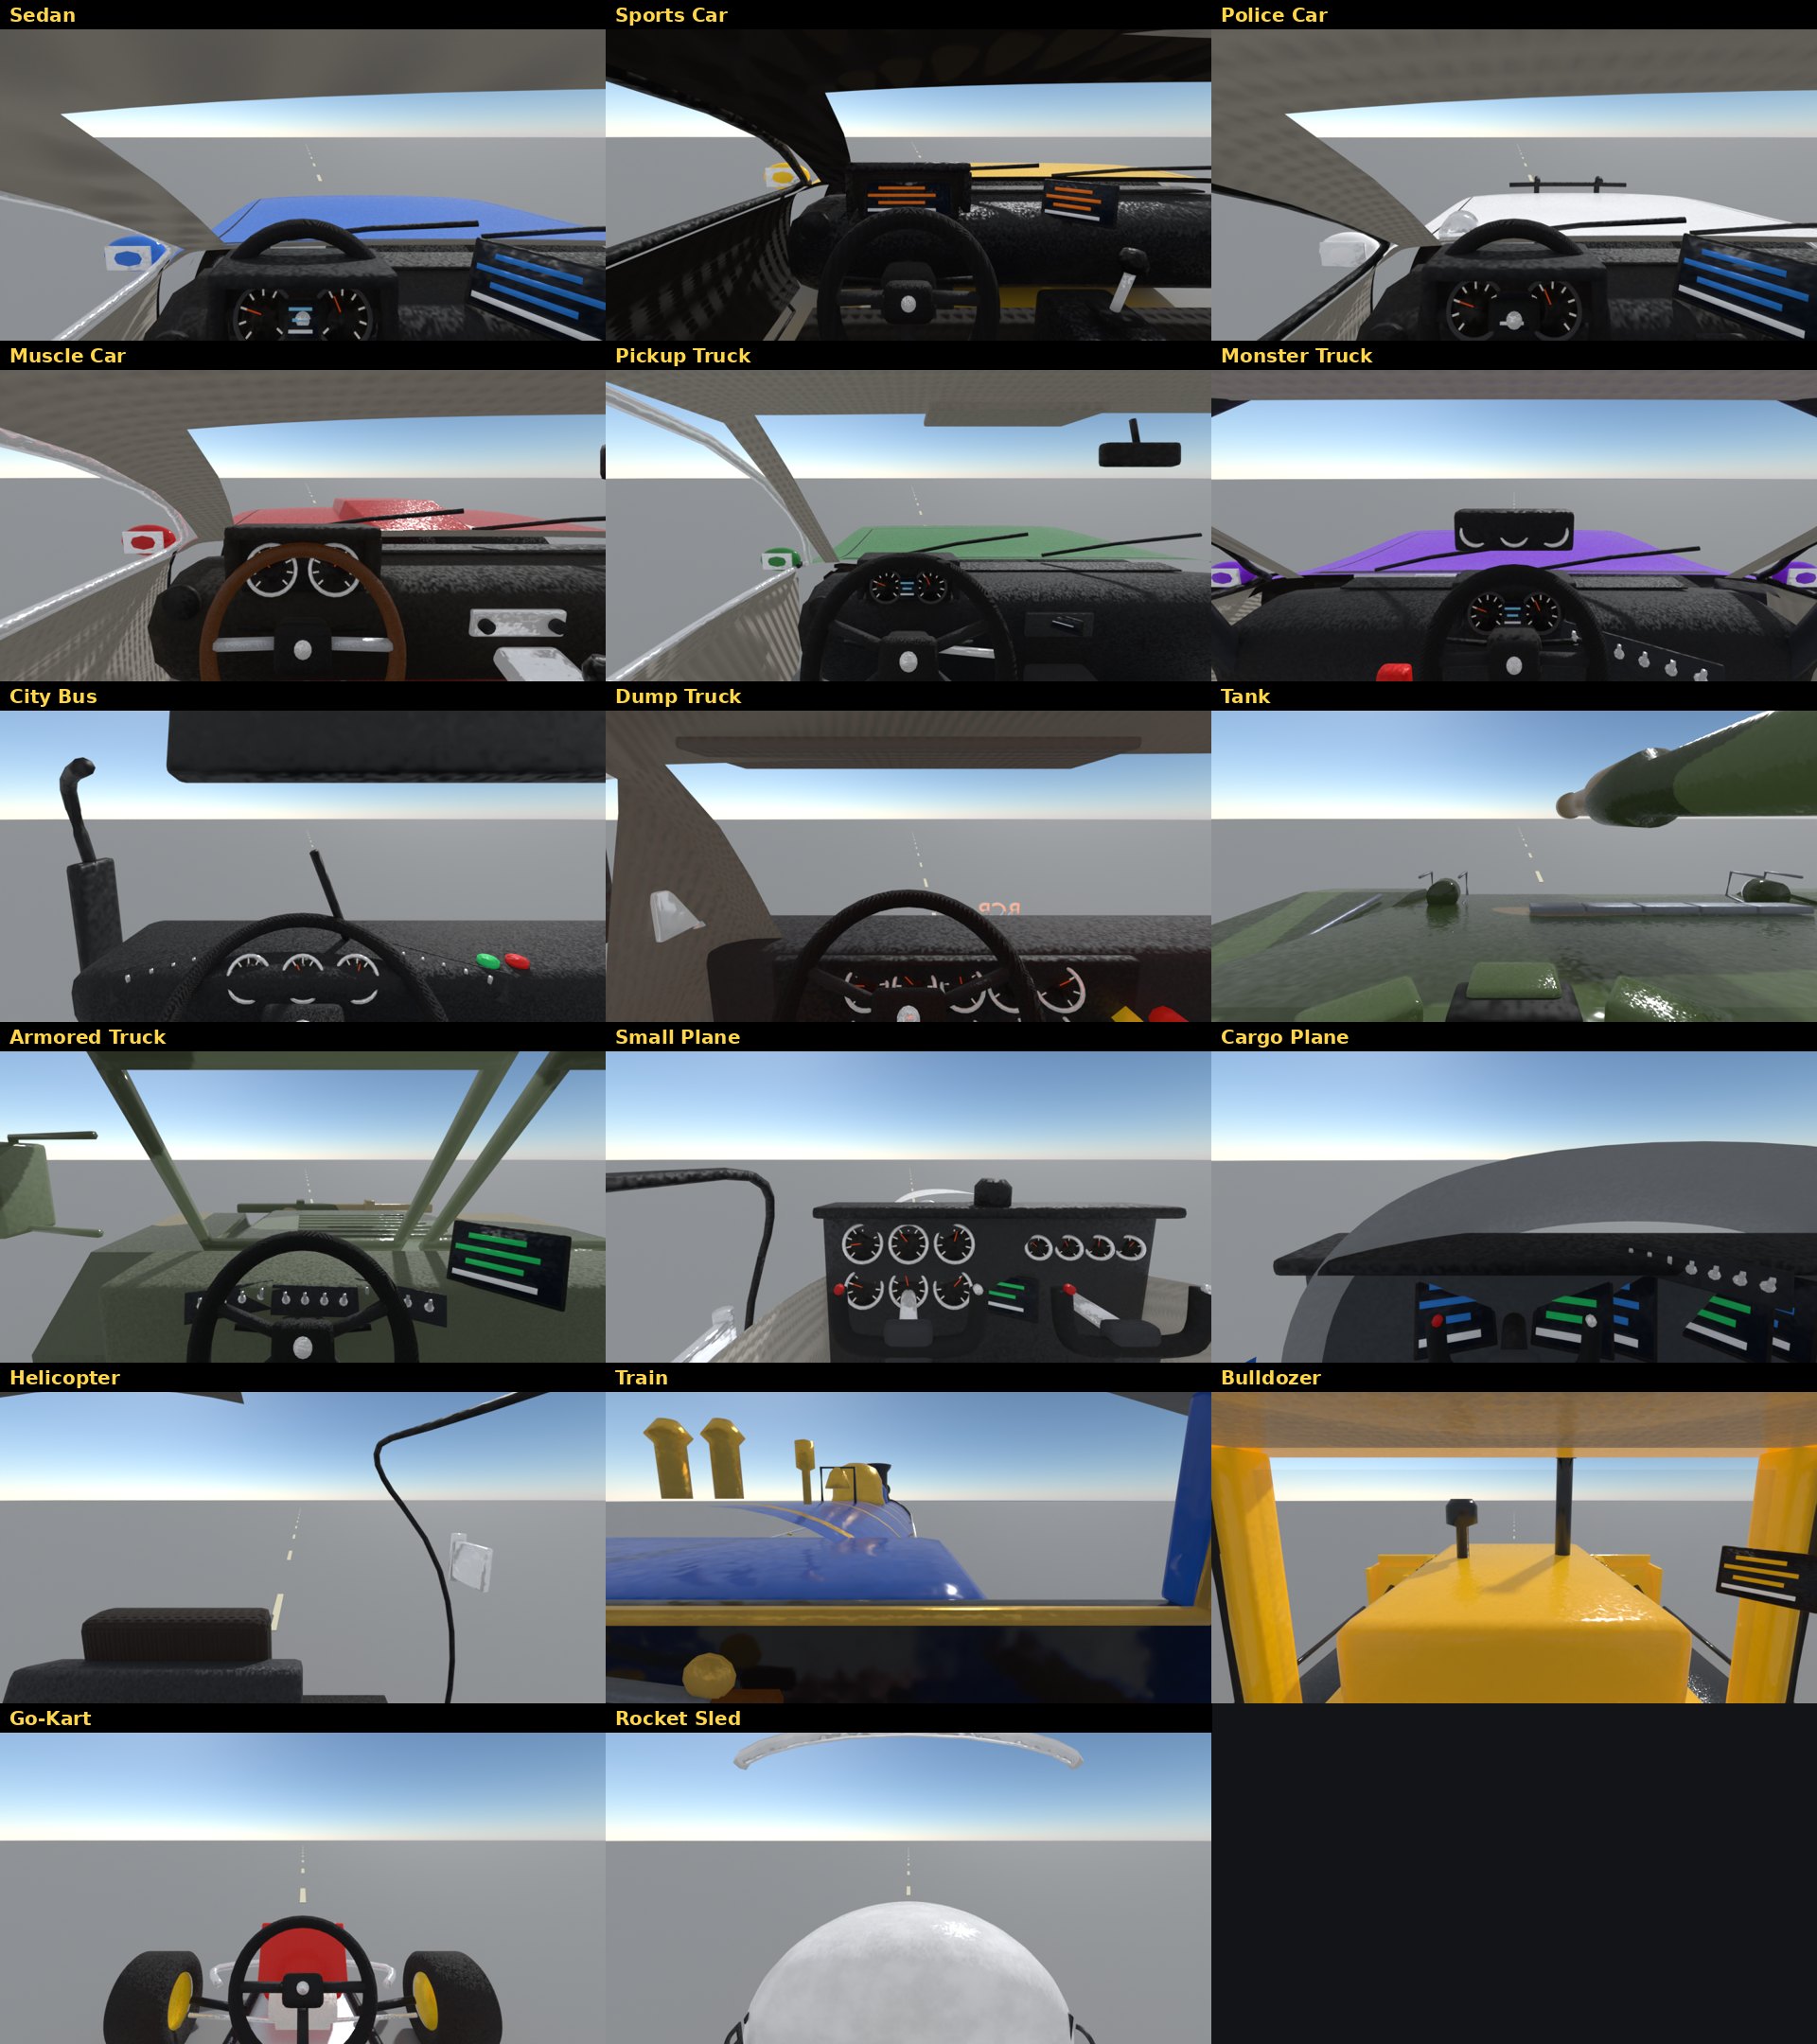 Sedan
Sports Car
Police Car
Muscle Car
Pickup Truck
Monster Truck
City Bus
Dump Truck
Tank
Armored Truck
Small Plane
Cargo Plane
Helicopter
Train
Bulldozer
Go-Kart
Rocket Sled